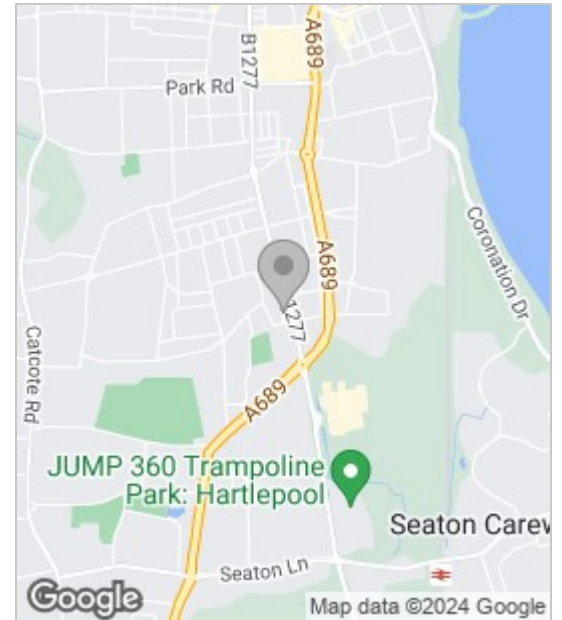 A689
B1277
Park Rd
A689
Coronation Dr
1277
Catcote Rd
A689
JUMP 360 Trampoline
Park: Hartlepool
Seaton Carew
Seaton Ln
Google
Map data ©2024 Google